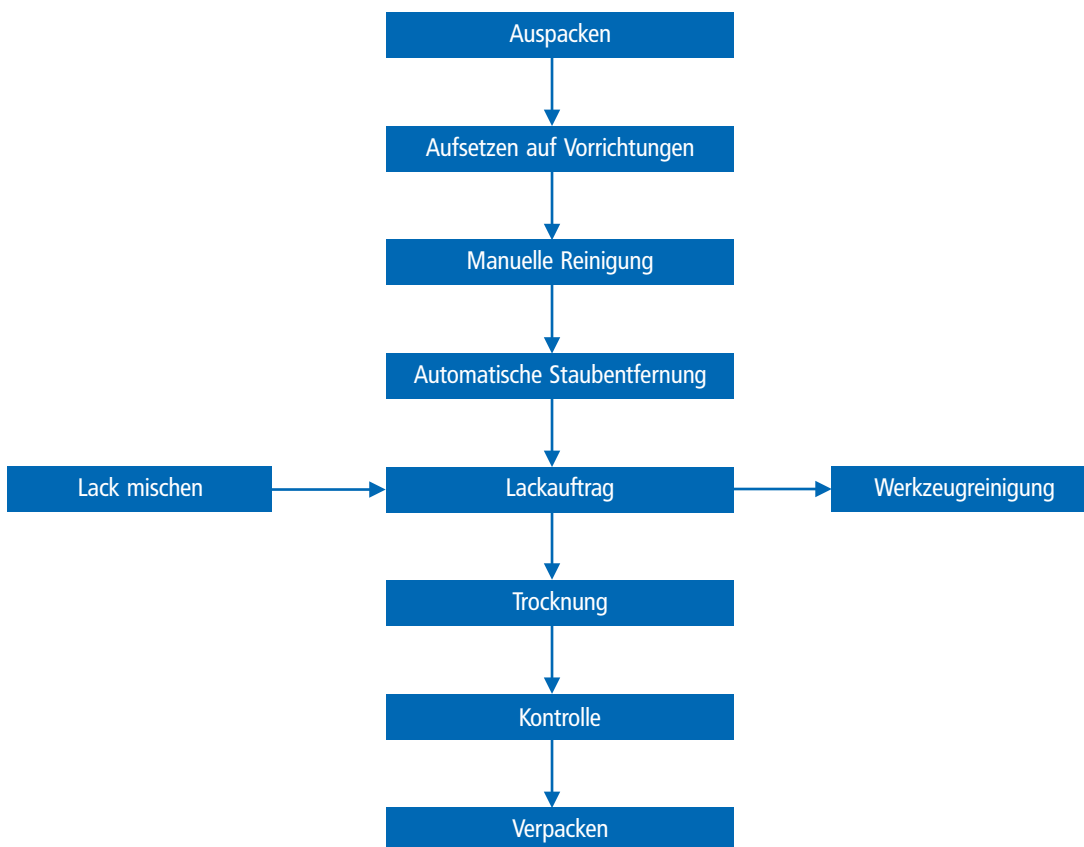 Auspacken
Aufsetzen auf Vorrichtungen
Manuelle Reinigung
Automatische Staubentfernung
Lack mischen
Lackauftrag
Werkzeugreinigung
Trocknung
Kontrolle
Verpacken